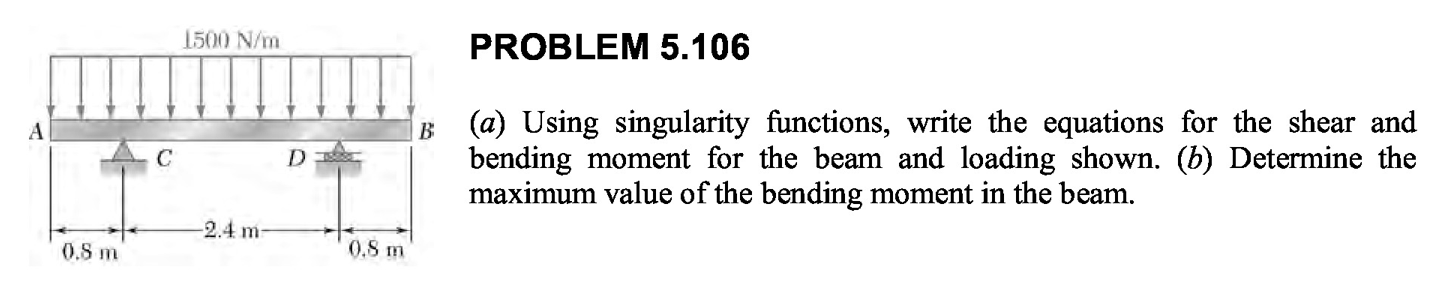 1500 N/m
A
B
C
D
2.4 m
0.8 m
0.8 m
PROBLEM 5.106
(a) Using singularity functions, write the equations for the shear and
bending moment for the beam and loading shown. (b) Determine the
maximum value of the bending moment in the beam.